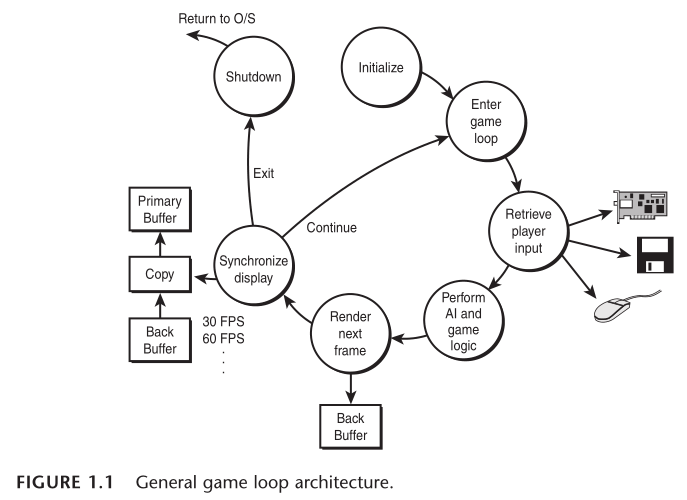 Return to O/S
Shutdown
Initialize
Enter
game
loop
Exit
Continue
Primary
Buffer
Retrieve
player
input
Synchronize
display
Copy
Perform
AI and
game
logic
Render
next
frame
30 FPS
60 FPS
.
.
.
Back
Buffer
Back
Buffer
FIGURE 1.1 General game loop architecture.